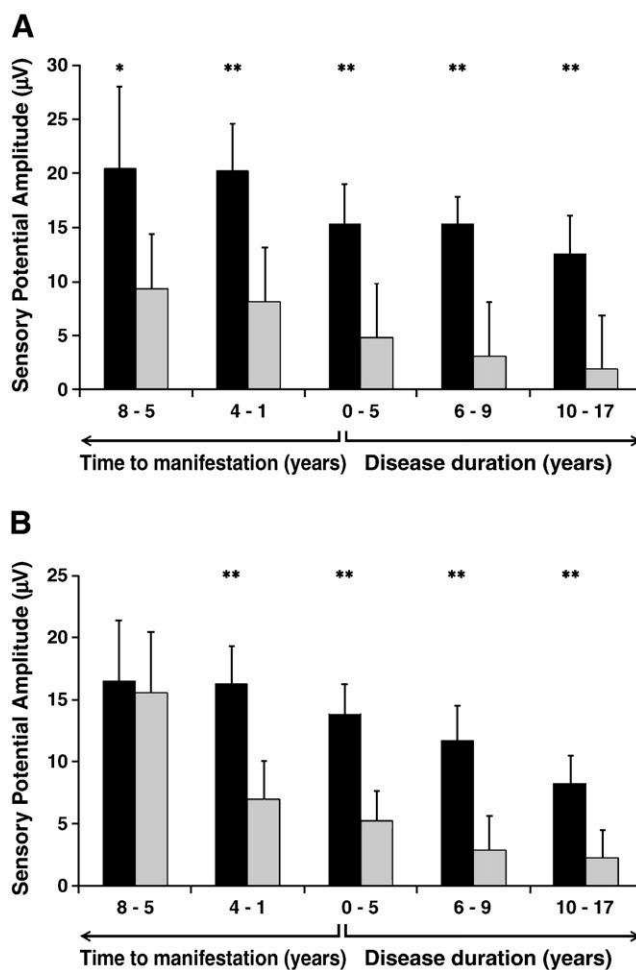 A
Sensory Potential Amplitude (µV)
30
25
20
15
10
5
0
* ** ** ** **
8 - 5 4 - 1 0 - 5 6 - 9 10 - 17
Time to manifestation (years) Disease duration (years)
B
Sensory Potential Amplitude (µV)
25
20
15
10
5
0
** ** ** **
8 - 5 4 - 1 0 - 5 6 - 9 10 - 17
Time to manifestation (years) Disease duration (years)